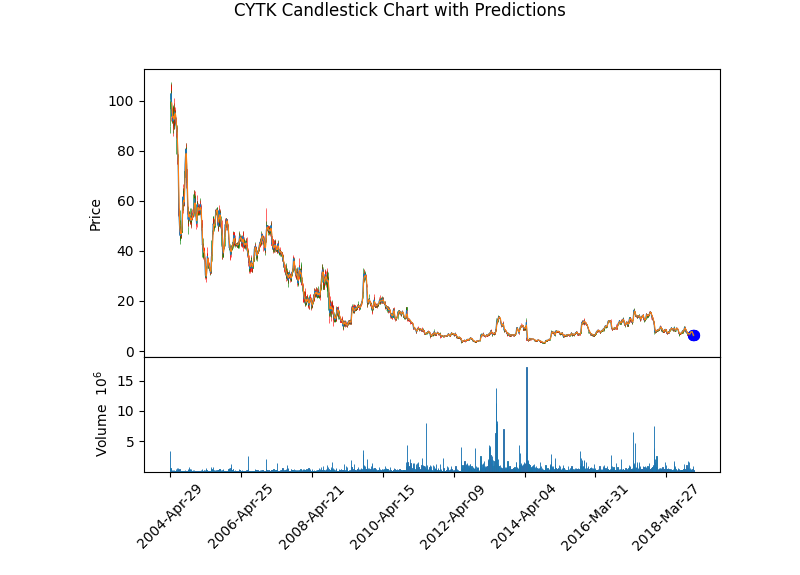 CYTK Candlestick Chart with Predictions
100
80
60
40
20
0
Price
15
10
5
Volume 10^6
2004-Apr-29
2006-Apr-25
2008-Apr-21
2010-Apr-15
2012-Apr-09
2014-Apr-04
2016-Mar-31
2018-Mar-27